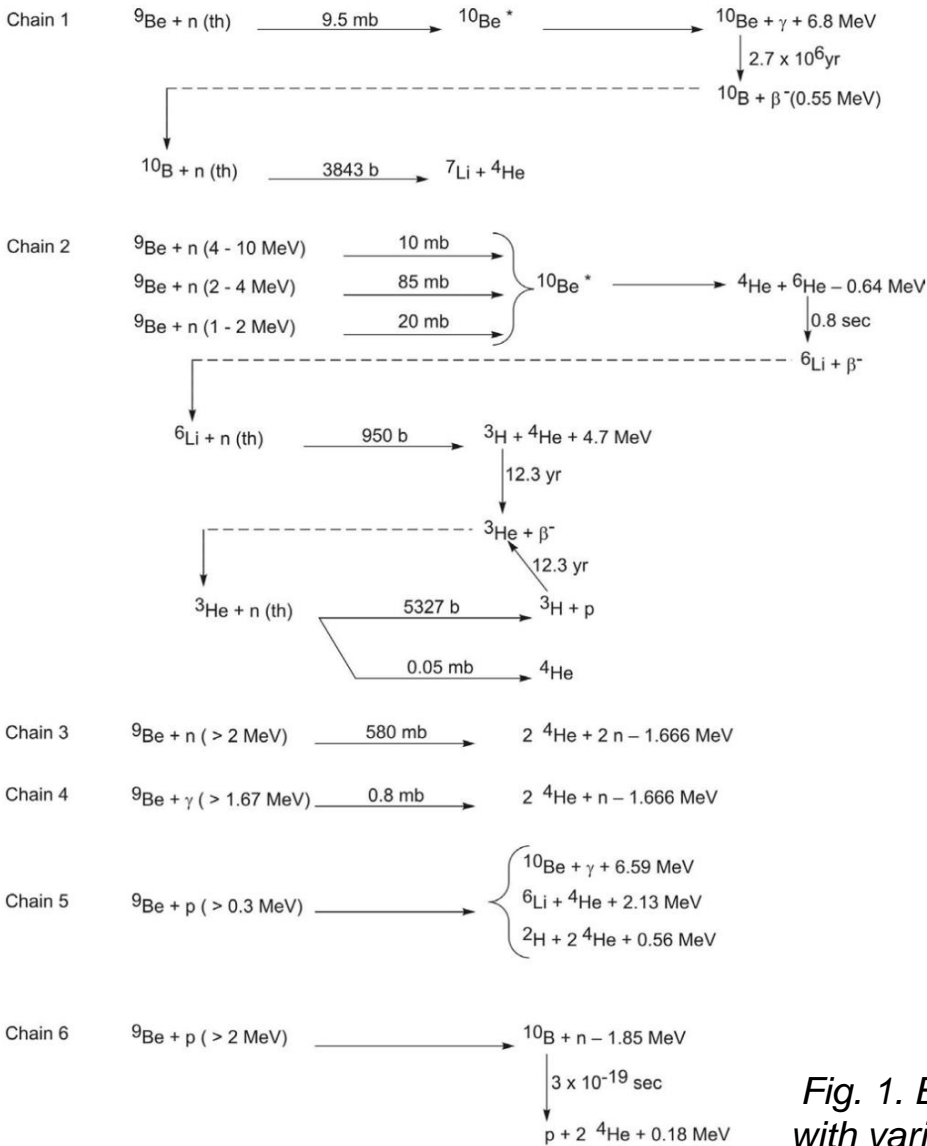 Chain 1 ⁹Be + n (th) 9.5 mb ¹⁰Be * ¹⁰Be + γ + 6.8 MeV
2.7 x 10⁶yr
¹⁰B + β⁻(0.55 MeV)
¹⁰B + n (th) 3843 b ⁷Li + ⁴He
Chain 2 ⁹Be + n (4 - 10 MeV) 10 mb
⁹Be + n (2 - 4 MeV) 85 mb ¹⁰Be * ⁴He + ⁶He – 0.64 MeV
⁹Be + n (1 - 2 MeV) 20 mb 0.8 sec
⁶Li + β⁻
⁶Li + n (th) 950 b ³H + ⁴He + 4.7 MeV
12.3 yr
³He + β⁻
12.3 yr
³He + n (th) 5327 b ³H + p
0.05 mb ⁴He
Chain 3 ⁹Be + n ( > 2 MeV) 580 mb 2 ⁴He + 2 n – 1.666 MeV
Chain 4 ⁹Be + γ ( > 1.67 MeV) 0.8 mb 2 ⁴He + n – 1.666 MeV
¹⁰Be + γ + 6.59 MeV
Chain 5 ⁹Be + p ( > 0.3 MeV) ⁶Li + ⁴He + 2.13 MeV
²H + 2 ⁴He + 0.56 MeV
Chain 6 ⁹Be + p ( > 2 MeV) ¹⁰B + n – 1.85 MeV
3 x 10⁻¹⁹ sec
p + 2 ⁴He + 0.18 MeV
Fig. 1.
with